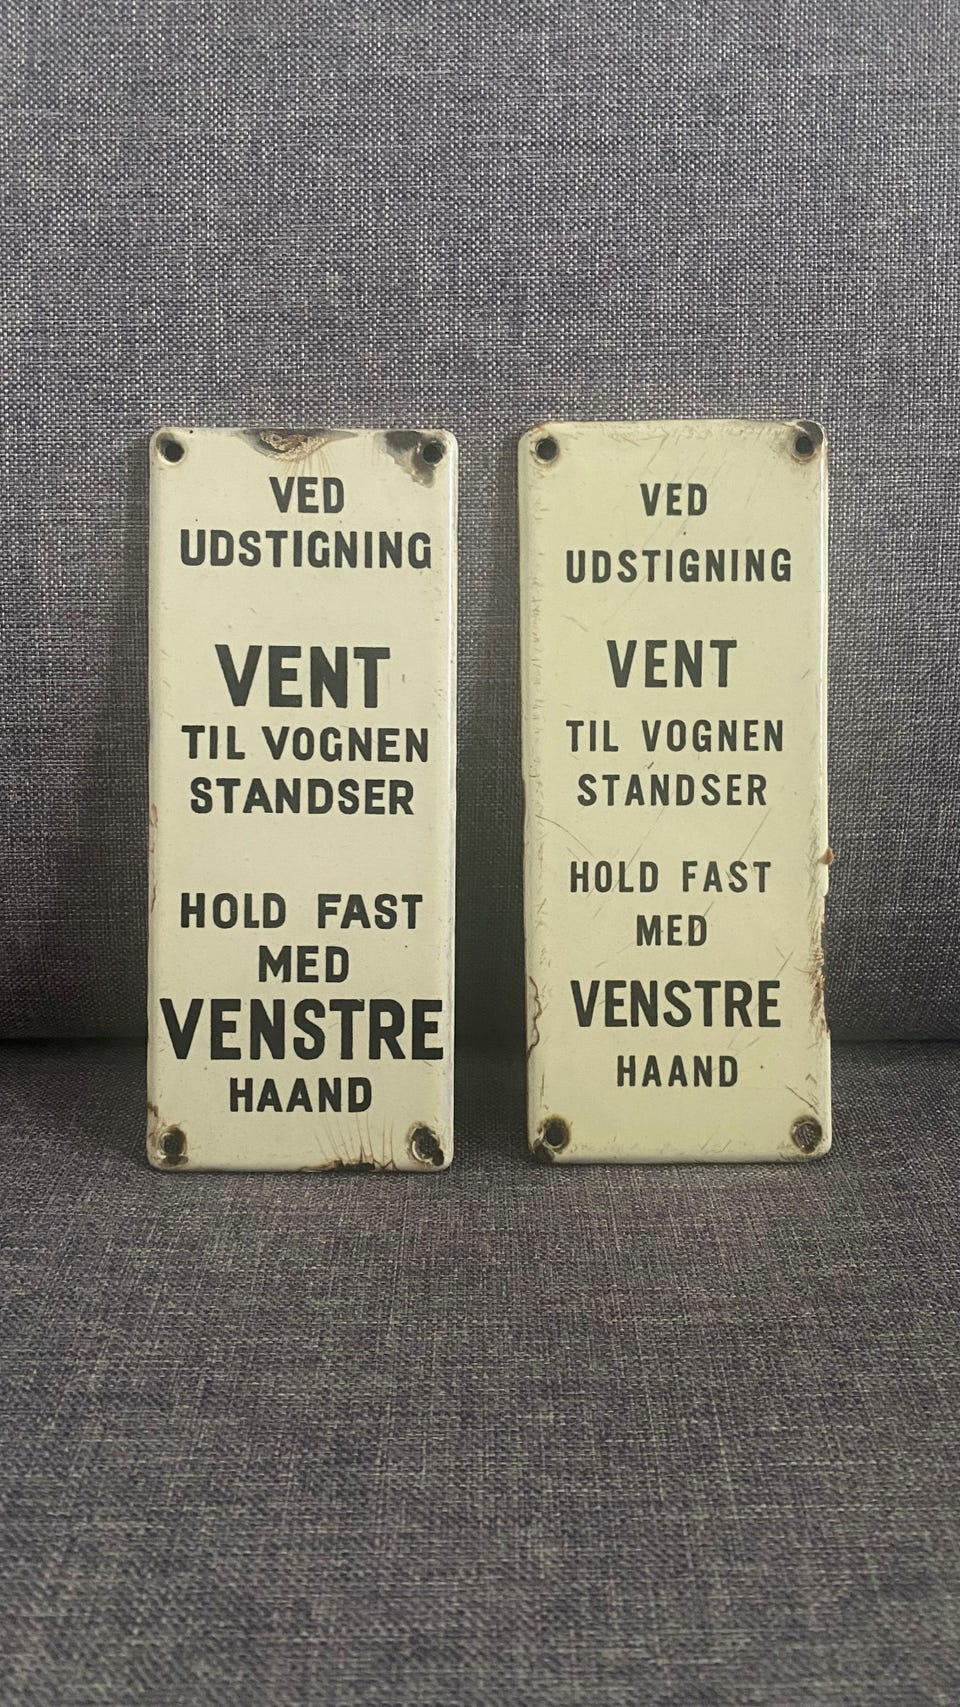 VED
UDSTIGNING
VENT
TIL VOGNEN
STANDSER
HOLD FAST
MED
VENSTRE
HAAND
VED
UDSTIGNING
VENT
TIL VOGNEN
STANDSER
HOLD FAST
MED
VENSTRE
HAAND